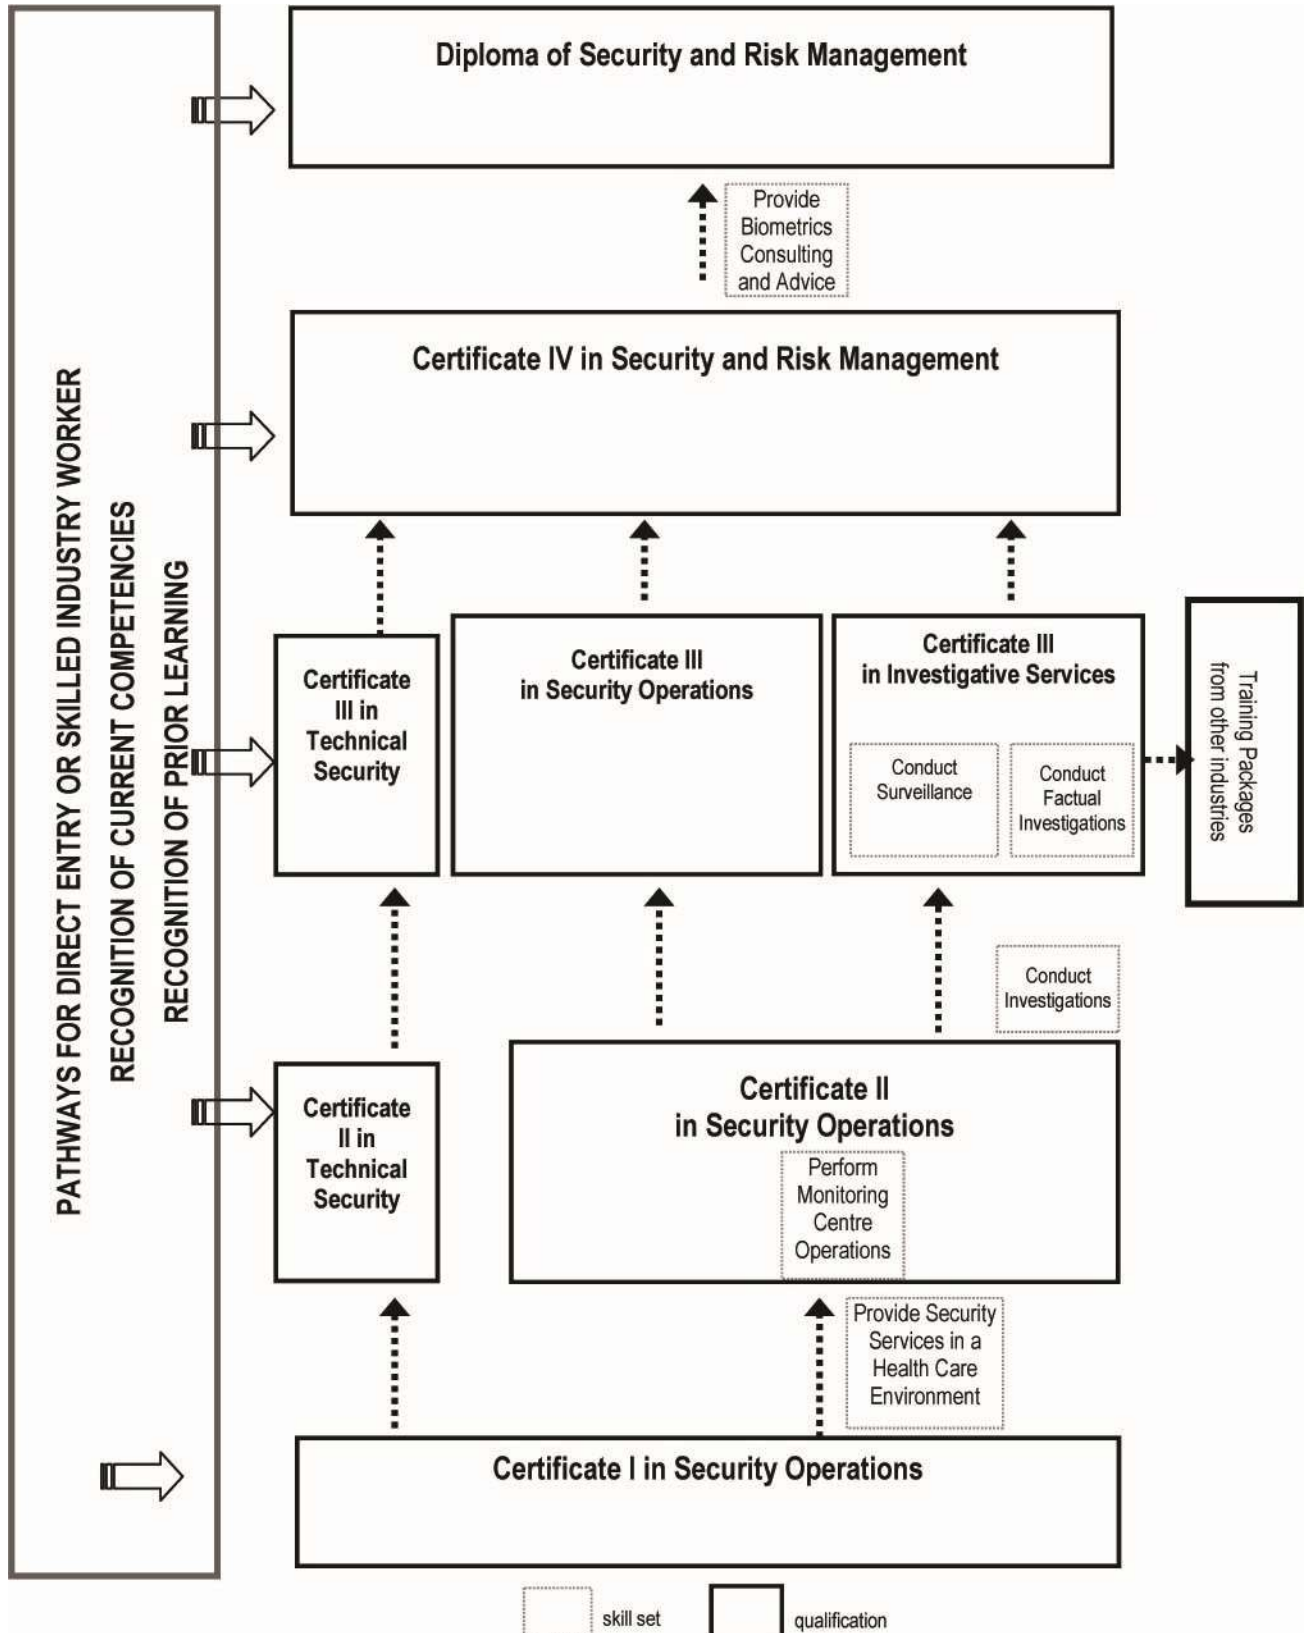 Diploma of Security and Risk Management
Provide
Biometrics
Consulting
and Advice
Certificate IV in Security and Risk Management
PATHWAYS FOR DIRECT ENTRY OR SKILLED INDUSTRY WORKER
RECOGNITION OF CURRENT COMPETENCIES
RECOGNITION OF PRIOR LEARNING
Certificate
III in
Technical
Security
Certificate III
in Security Operations
Certificate III
in Investigative Services
Conduct
Surveillance
Conduct
Factual
Investigations
Training Packages
from other industries
Conduct
Investigations
Certificate
II in
Technical
Security
Certificate II
in Security Operations
Perform
Monitoring
Centre
Operations
Provide Security
Services in a
Health Care
Environment
Certificate I in Security Operations
skill set
qualification